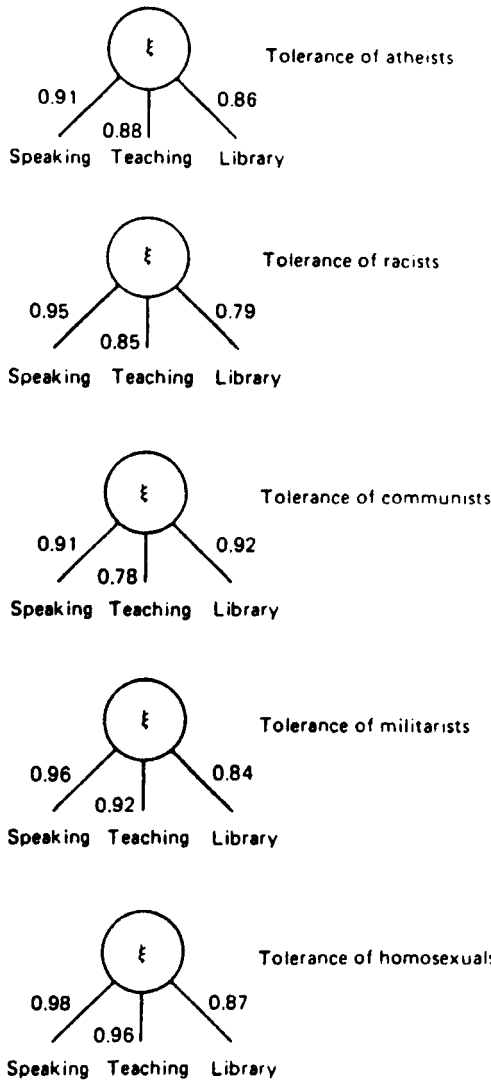 ξ Tolerance of atheists
0.91 0.88 0.86
Speaking Teaching Library
ξ Tolerance of racists
0.95 0.85 0.79
Speaking Teaching Library
ξ Tolerance of communists
0.91 0.78 0.92
Speaking Teaching Library
ξ Tolerance of militarists
0.96 0.92 0.84
Speaking Teaching Library
ξ Tolerance of homosexuals
0.98 0.96 0.87
Speaking Teaching Library